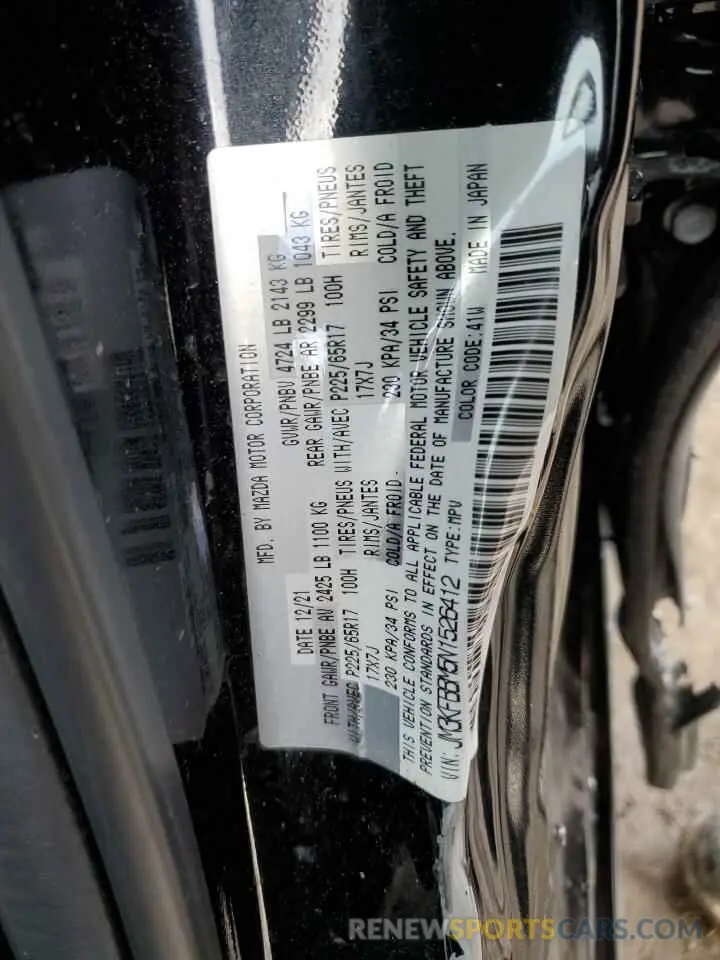 MFD. BY MAZDA MOTOR CORPORATION
DATE 12/21 GVWR/PNBV 4724 LB 2143 KG
FRONT GAWR/PNBE AV 2425 LB 1100 KG REAR GAWR/PNBE AR 2299 LB 1043 KG
WITH/AVEC P225/65R17 100H TIRES/PNEUS WITH/AVEC P225/65R17 100H TIRES/PNEUS
17X7J RIMS/JANTES 17X7J RIMS/JANTES
230 KPA/34 PSI COLD/A FROID. 230 KPA/34 PSI COLD/A FROID
THIS VEHICLE CONFORMS TO ALL APPLICABLE FEDERAL MOTOR VEHICLE SAFETY AND THEFT
PREVENTION STANDARDS IN EFFECT ON THE DATE OF MANUFACTURE SHOWN ABOVE.
COLOR CODE:41W MADE IN JAPAN
VIN: JM3KFBBM5N1526412 TYPE:MPV
RENEWSPORTSCARS.COM